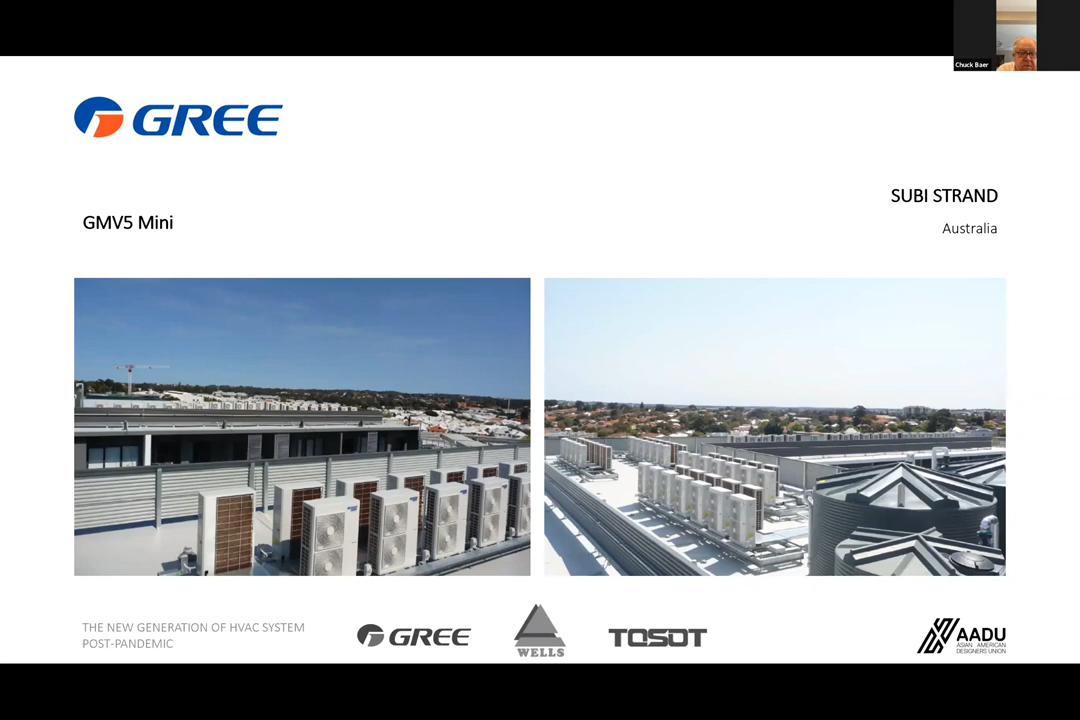 Chuck Baer
GREE
SUBI STRAND
GMV5 Mini
Australia
THE NEW GENERATION OF HVAC SYSTEM
POST-PANDEMIC
GREE
WELLS
TOSOT
AADU
ASIAN AMERICAN
DESIGNERS UNION